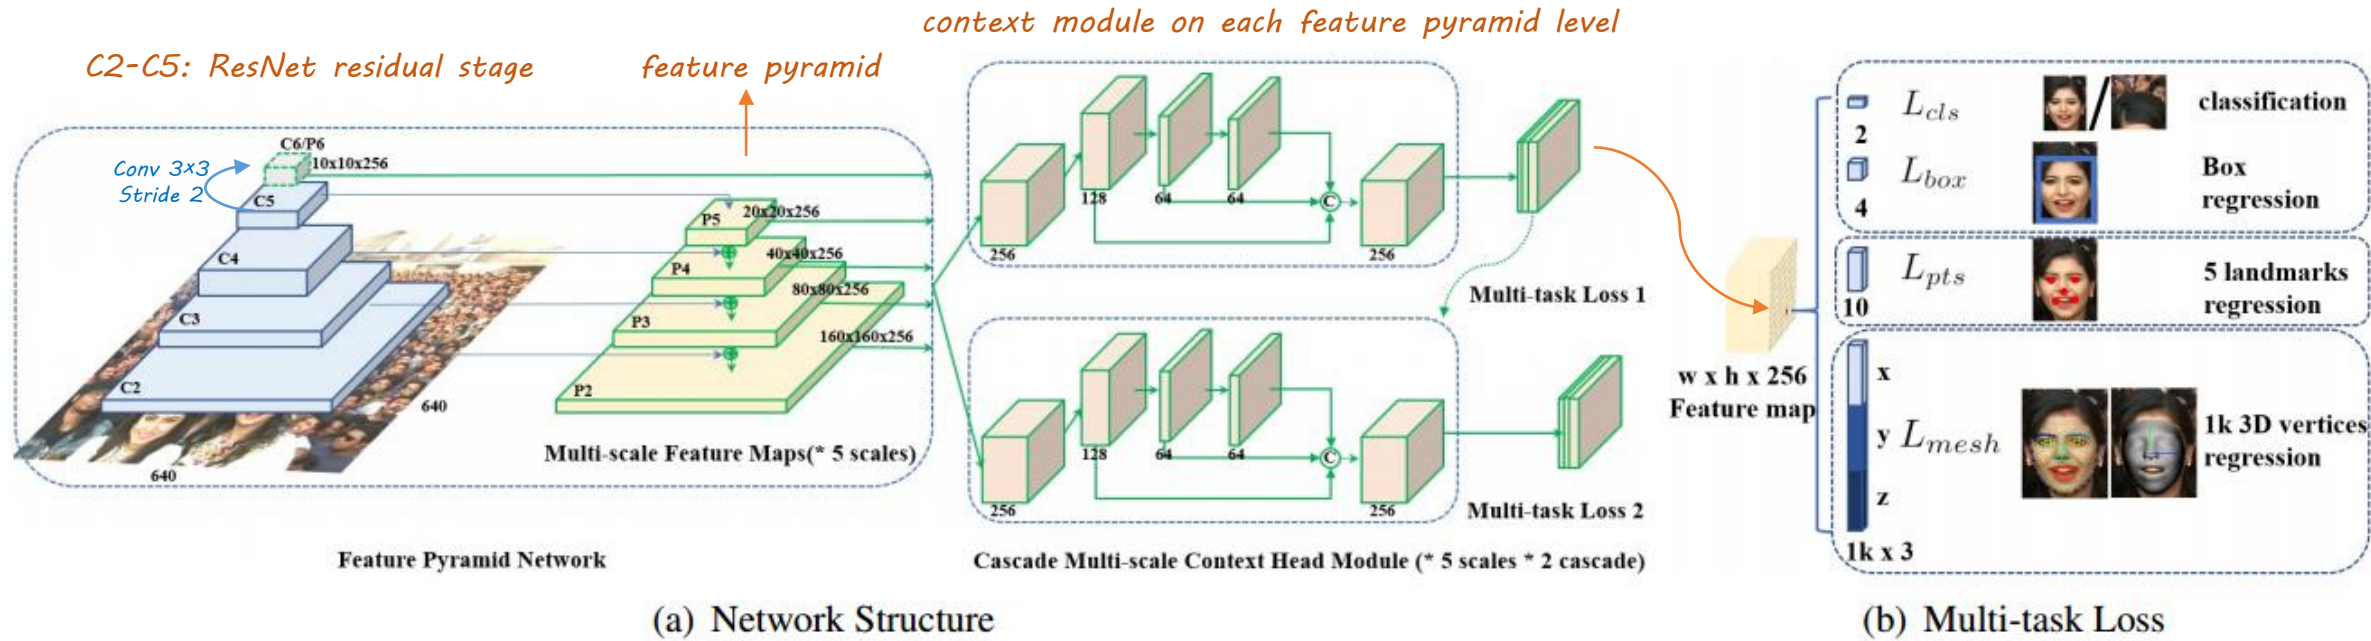 context module on each feature pyramid level
C2-C5: ResNet residual stage
feature pyramid
C6/P6
10x10x256
Conv 3×3
Stride 2
C5
C4
C3
C2
640
640
P5
20x20x256
P4
40x40x256
P3
80x80x256
P2
160x160x256
Multi-scale Feature Maps(* 5 scales)
Feature Pyramid Network
256
128
64
64
C
256
Multi-task Loss 1
256
128
64
64
C
256
Multi-task Loss 2
Cascade Multi-scale Context Head Module (* 5 scales * 2 cascade)
(a) Network Structure
w x h x 256
Feature map
2
L_cls
classification
4
L_box
Box
regression
10
L_pts
5 landmarks
regression
x
y
z
L_mesh
1k 3D vertices
regression
1k x 3
(b) Multi-task Loss